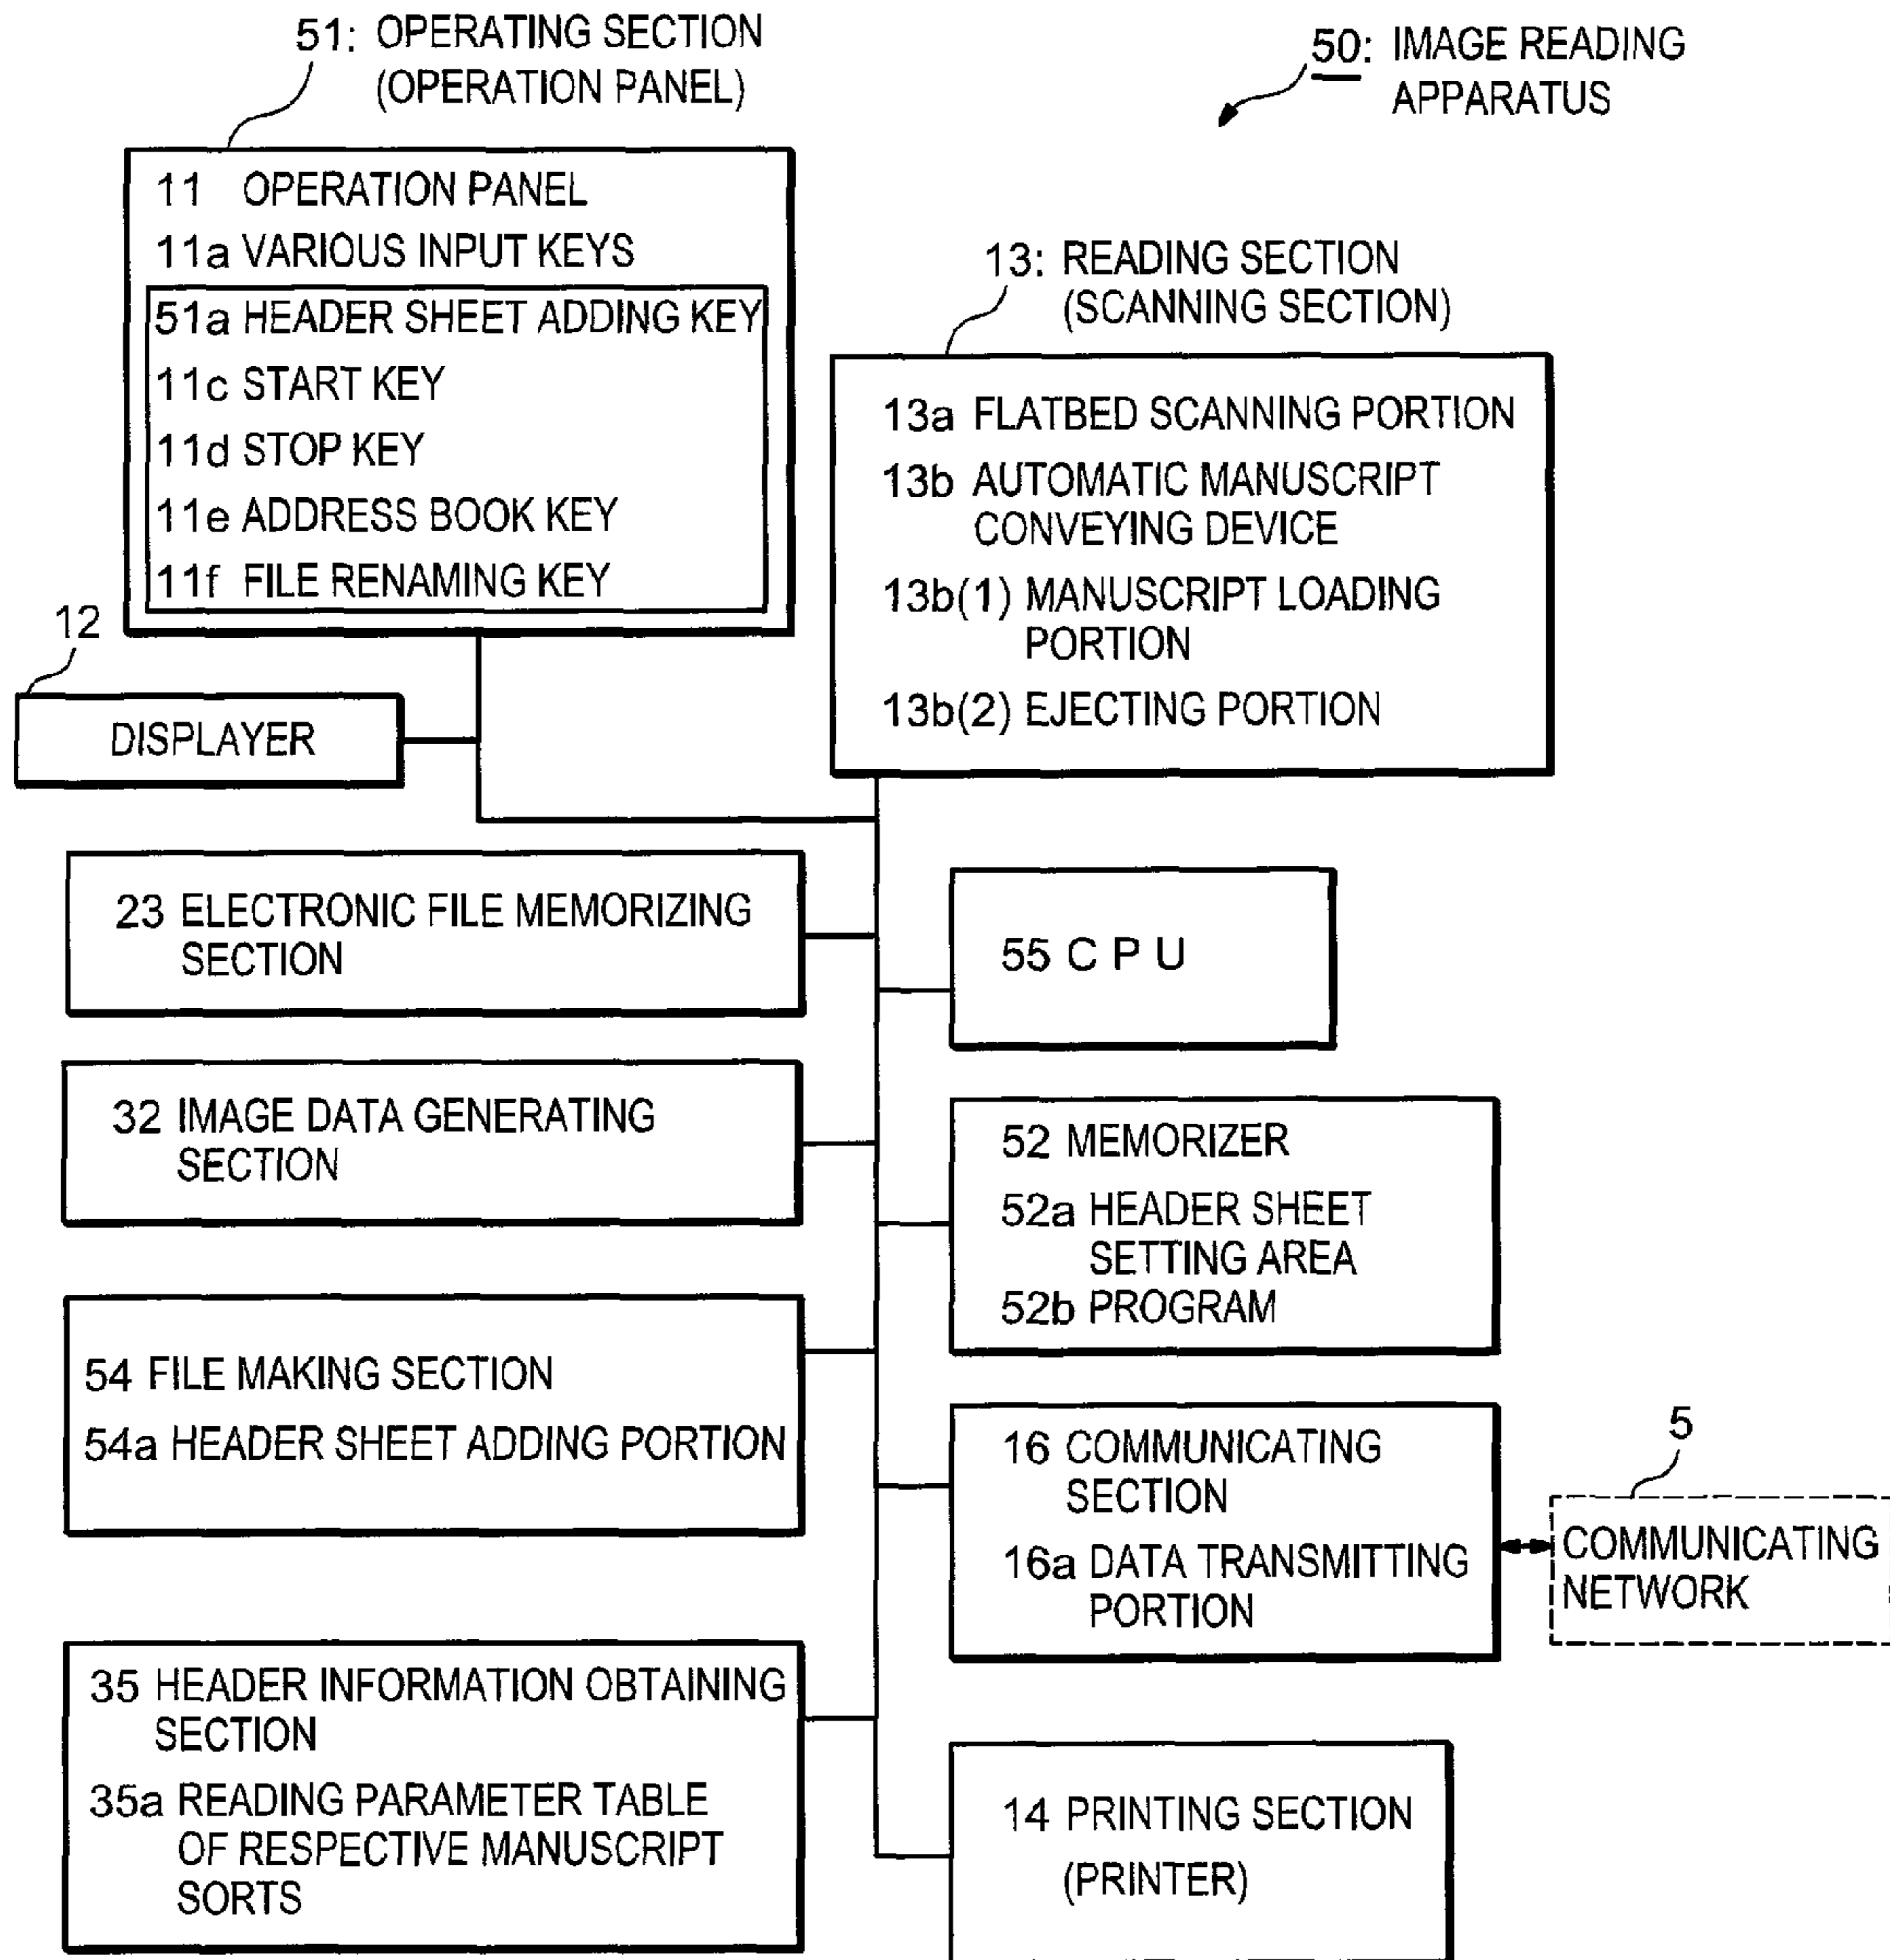 51: OPERATING SECTION
(OPERATION PANEL)
50: IMAGE READING
APPARATUS
11 OPERATION PANEL
11a VARIOUS INPUT KEYS
51a HEADER SHEET ADDING KEY
11c START KEY
11d STOP KEY
11e ADDRESS BOOK KEY
11f FILE RENAMING KEY
13: READING SECTION
(SCANNING SECTION)
13a FLATBED SCANNING PORTION
13b AUTOMATIC MANUSCRIPT
CONVEYING DEVICE
13b(1) MANUSCRIPT LOADING
PORTION
13b(2) EJECTING PORTION
12
DISPLAYER
23 ELECTRONIC FILE MEMORIZING
SECTION
55 C P U
32 IMAGE DATA GENERATING
SECTION
52 MEMORIZER
52a HEADER SHEET
SETTING AREA
52b PROGRAM
54 FILE MAKING SECTION
54a HEADER SHEET ADDING PORTION
16 COMMUNICATING
SECTION
16a DATA TRANSMITTING
PORTION
5
COMMUNICATING
NETWORK
35 HEADER INFORMATION OBTAINING
SECTION
35a READING PARAMETER TABLE
OF RESPECTIVE MANUSCRIPT
SORTS
14 PRINTING SECTION
(PRINTER)